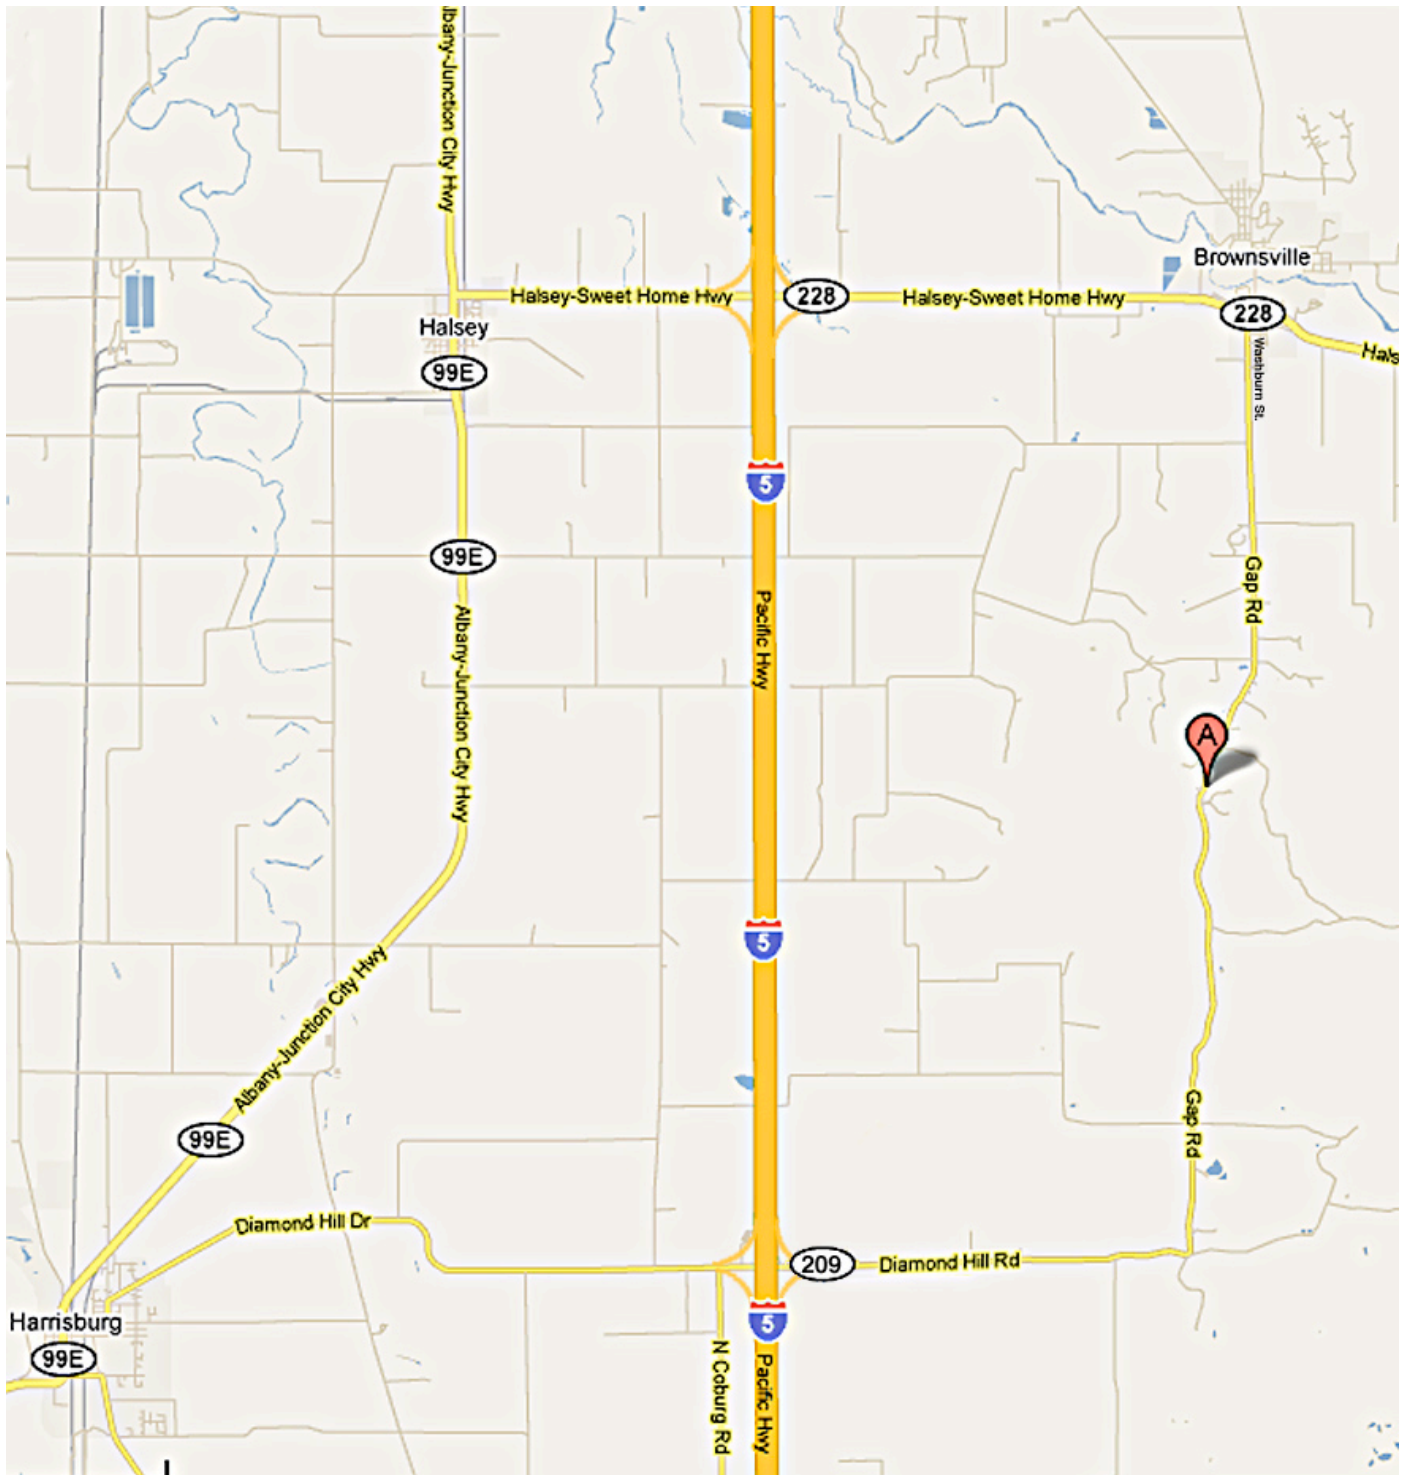 lbany-Junction City Hwy
Brownsville
Halsey-Sweet Home Hwy
228
Halsey-Sweet Home Hwy
228
Hals
Halsey
99E
Washburn St.
5
99E
Gap Rd
Pacific Hwy
Albany-Junction City Hwy
A
5
Albany-Junction City Hwy
Gap Rd
99E
Diamond Hill Dr
209
Diamond Hill Rd
Harrisburg
5
99E
N Coburg Rd
Pacific Hwy